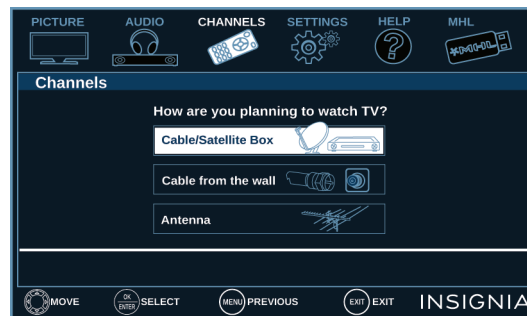 PICTURE AUDIO CHANNELS SETTINGS HELP MHL
MHL
Channels
How are you planning to watch TV?
Cable/Satellite Box
Cable from the wall
Antenna
MOVE OK ENTER SELECT MENU PREVIOUS EXIT EXIT INSIGNIA